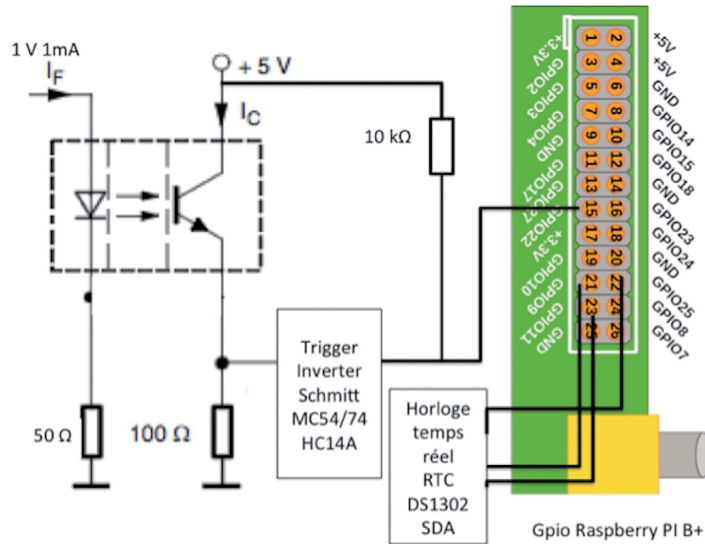 1 V 1mA
I_F
+ 5 V
I_C
10 kΩ
50 Ω
100 Ω
Trigger
Inverter
Schmitt
MC54/74
HC14A
Horloge
temps
réel
RTC
DS1302
SDA
+3.3V
GPIO2
GPIO3
GPIO4
GND
GPIO17
GPIO27
GPIO22
+3.3V
GPIO10
GPIO9
GPIO11
GND
1 2
3 4
5 6
7 8
9 10
11 12
13 14
15 16
17 18
19 20
21 22
23 24
25 26
+5V
+5V
GND
GPIO14
GPIO15
GPIO18
GND
GPIO23
GPIO24
GND
GPIO25
GPIO8
GPIO7
Gpio Raspberry PI B+